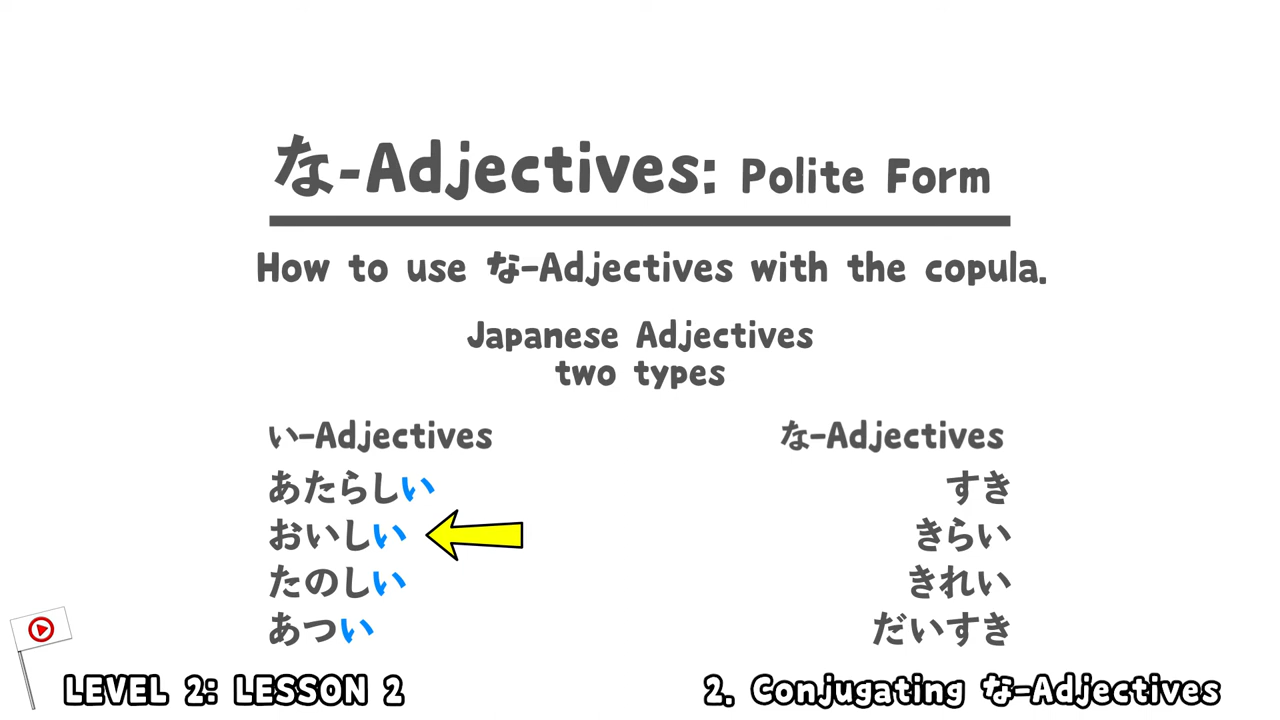 な-Adjectives: Polite Form
How to use な-Adjectives with the copula.
Japanese Adjectives
two types
い-Adjectives
あたらしい
おいしい
たのしい
あつい
な-Adjectives
すき
きらい
きれい
だいすき
LEVEL 2: LESSON 2
2. Conjugating な-Adjectives